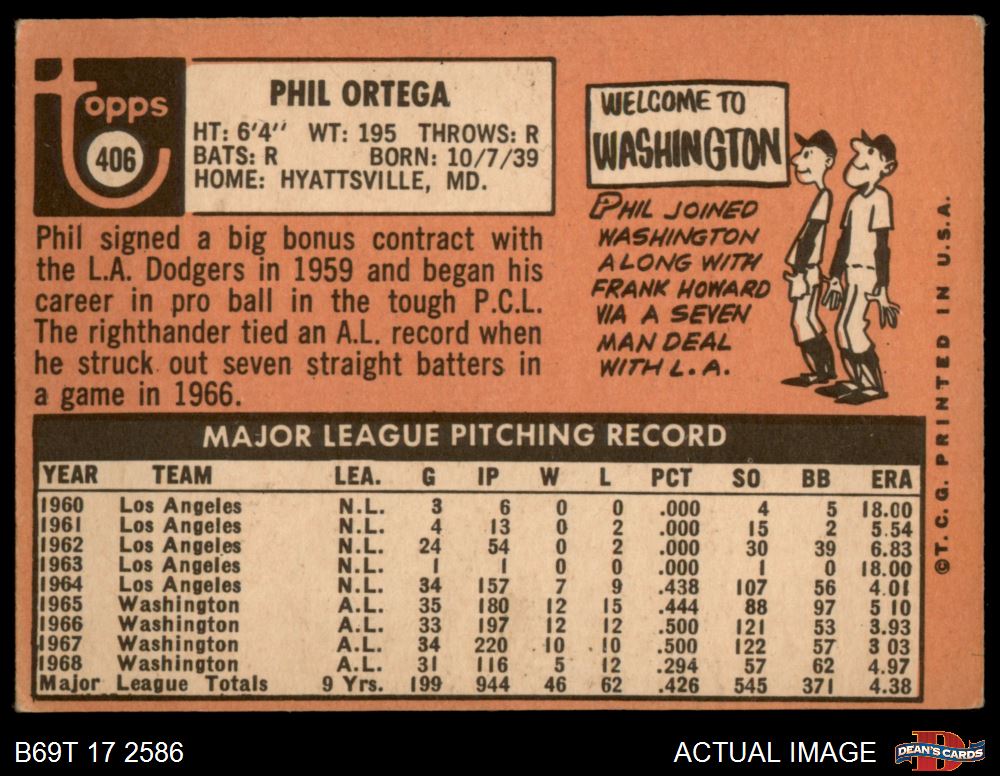 topps
406
PHIL ORTEGA
HT: 6'4" WT: 195 THROWS: R
BATS: R BORN: 10/7/39
HOME: HYATTSVILLE, MD.
Phil signed a big bonus contract with
the L.A. Dodgers in 1959 and began his
career in pro ball in the tough P.C.L.
The righthander tied an A.L. record when
he struck out seven straight batters in
a game in 1966.
WELCOME TO
WASHINGTON
PHIL JOINED
WASHINGTON
ALONG WITH
FRANK HOWARD
VIA A SEVEN
MAN DEAL
WITH L.A.
©T. C. G. PRINTED IN U.S.A.
MAJOR LEAGUE PITCHING RECORD
YEAR TEAM LEA. G IP W L PCT SO BB ERA
1960 Los Angeles N.L. 3 6 0 0 .000 4 5 18.00
1961 Los Angeles N.L. 4 13 0 2 .000 15 2 5.54
1962 Los Angeles N.L. 24 54 0 2 .000 30 39 6.83
1963 Los Angeles N.L. 1 1 0 0 .000 1 0 18.00
1964 Los Angeles N.L. 34 157 7 9 .438 107 56 4.01
1965 Washington A.L. 35 180 12 15 .444 88 97 5 10
1966 Washington A.L. 33 197 12 12 .500 121 53 3.93
1967 Washington A.L. 34 220 10 10 .500 122 57 3 03
1968 Washington A.L. 31 116 5 12 .294 57 62 4.97
Major League Totals 9 Yrs. 199 944 46 62 .426 545 371 4.38
B69T 17 2586
ACTUAL IMAGE
DEAN'S CARDS